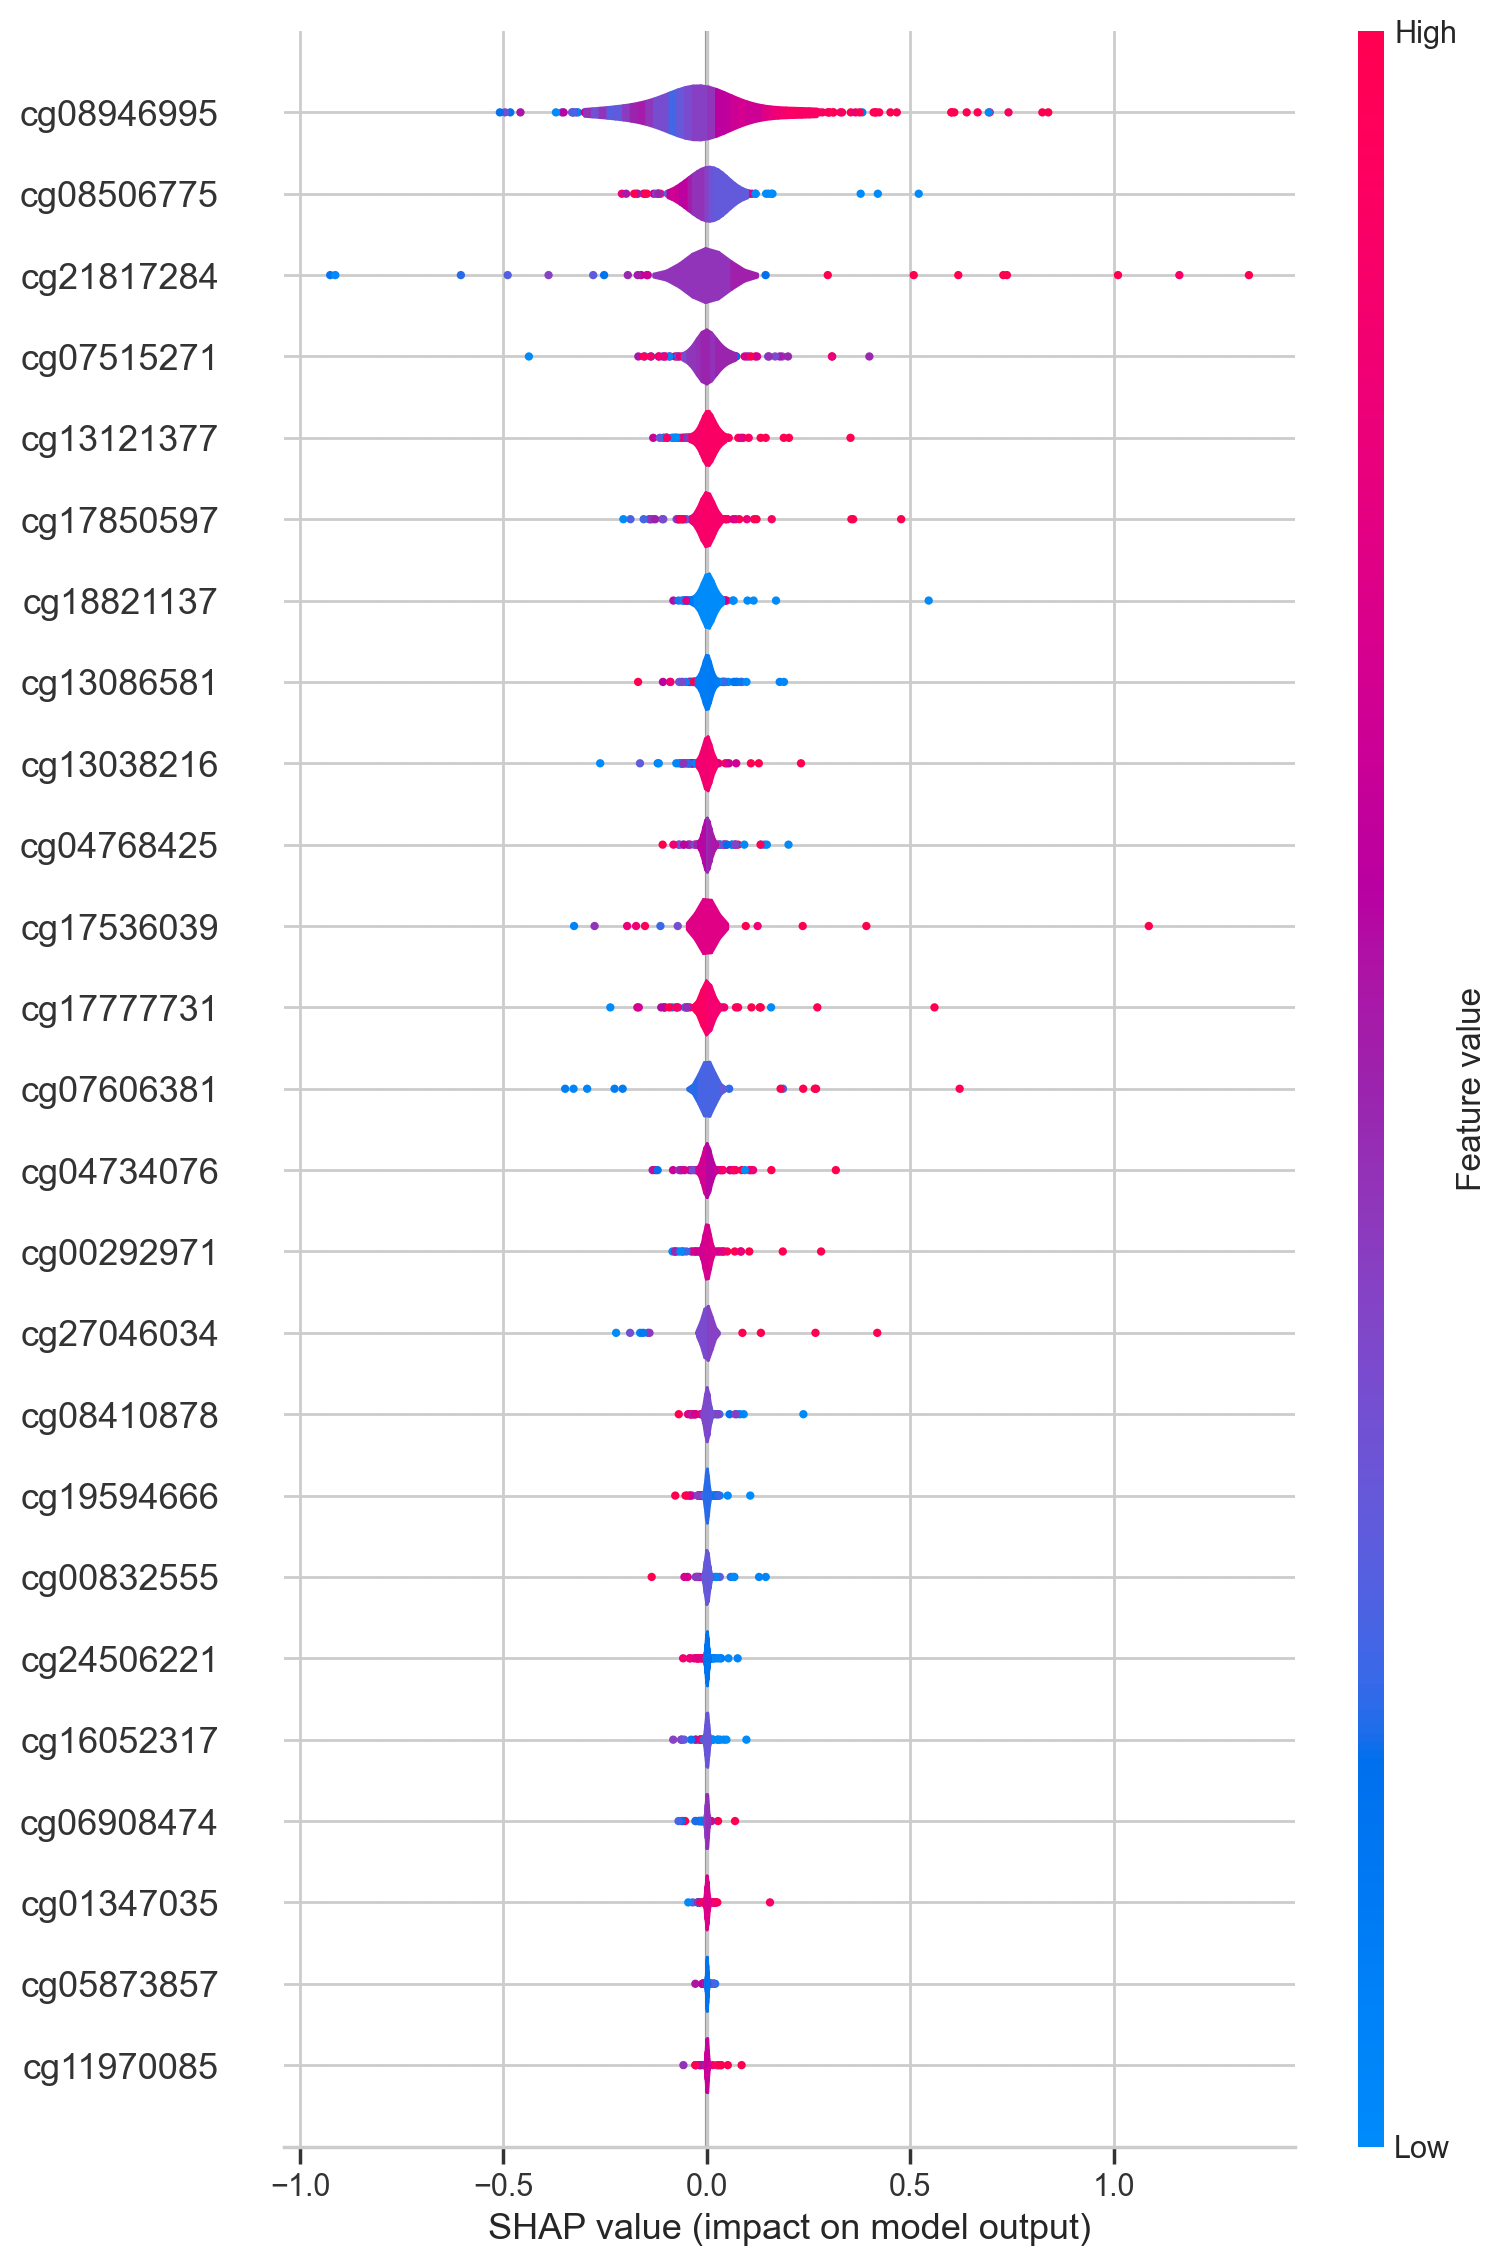 High
cg08946995
cg08506775
cg21817284
cg07515271
cg13121377
cg17850597
cg18821137
cg13086581
cg13038216
cg04768425
cg17536039
cg17777731
cg07606381
cg04734076
cg00292971
cg27046034
cg08410878
cg19594666
cg00832555
cg24506221
cg16052317
cg06908474
cg01347035
cg05873857
cg11970085
Feature value
Low
−1.0 −0.5 0.0 0.5 1.0
SHAP value (impact on model output)